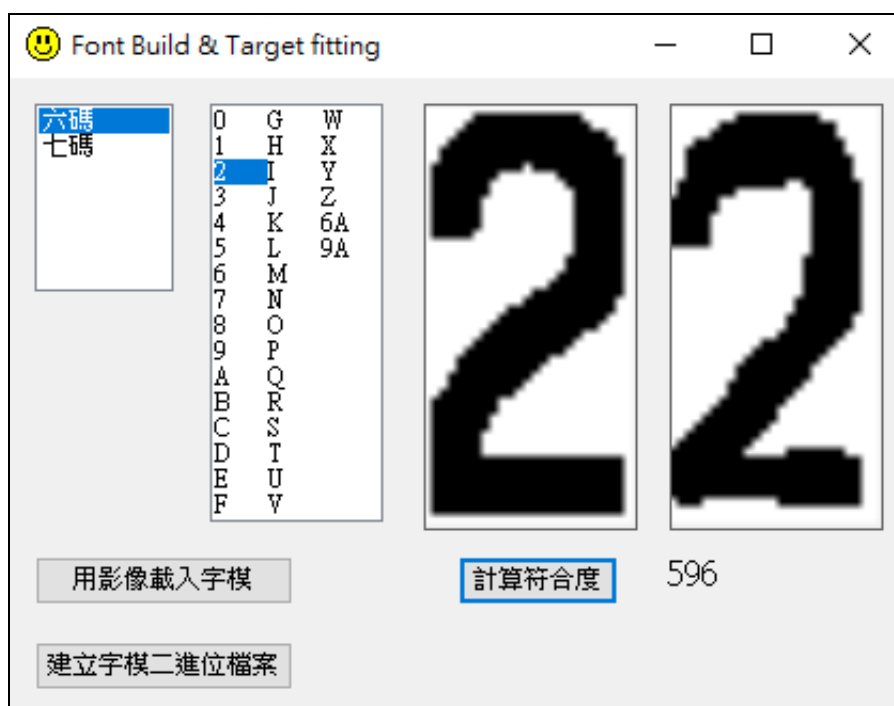 Font Build & Target fitting
六碼
七碼
0 G W
1 H X
2 I Y
3 J Z
4 K 6A
5 L 9A
6 M
7 N
8 O
9 P
A Q
B R
C S
D T
E U
F V
2 2
用影像載入字模
計算符合度 596
建立字模二進位檔案